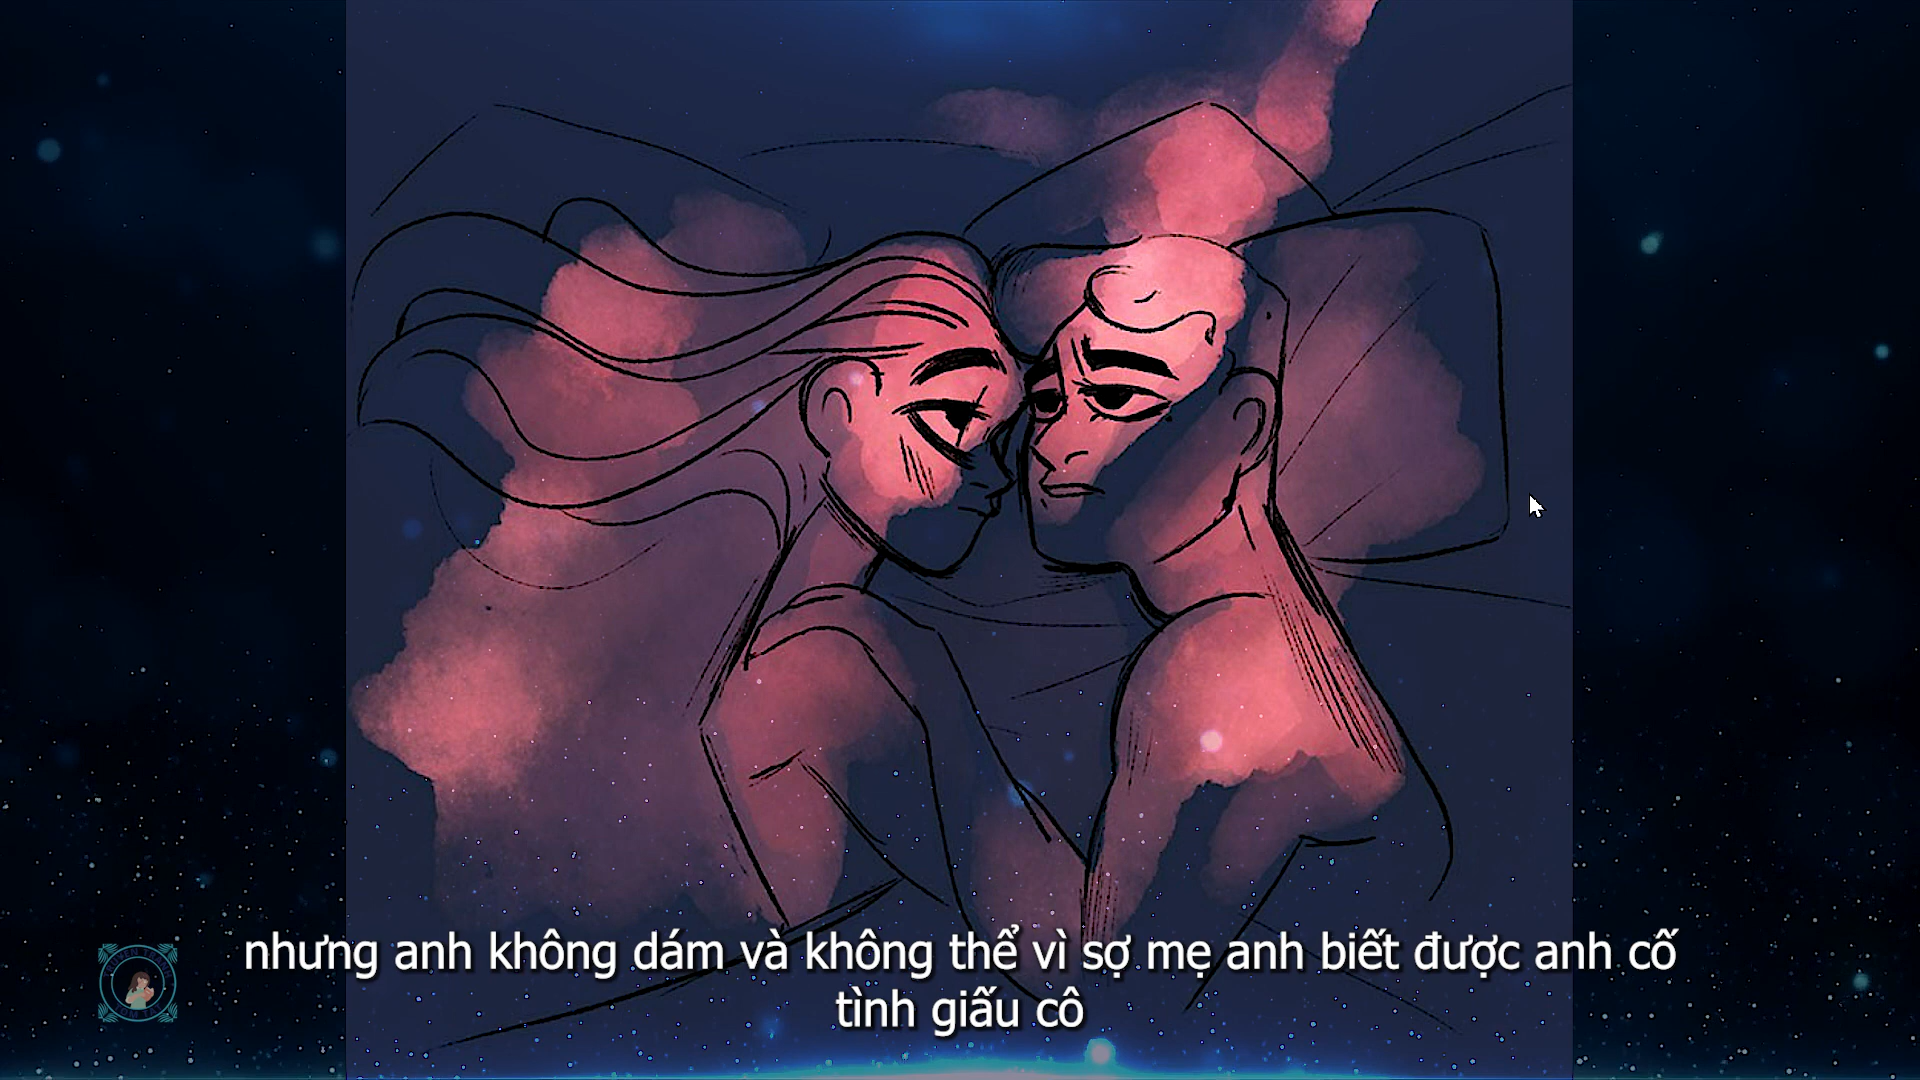 nhưng anh không dám và không thể vì sợ mẹ anh biết được anh cố
tình giấu cô